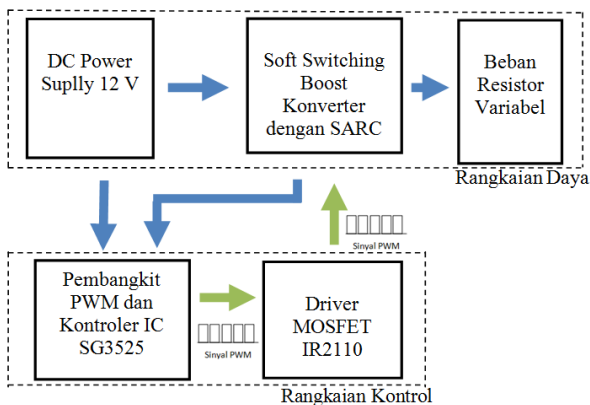 DC Power
Suplly 12 V
Soft Switching
Boost
Konverter
dengan SARC
Beban
Resistor
Variabel
Rangkaian Daya
Sinyal PWM
Pembangkit
PWM dan
Kontroler IC
SG3525
Sinyal PWM
Driver
MOSFET
IR2110
Rangkaian Kontrol